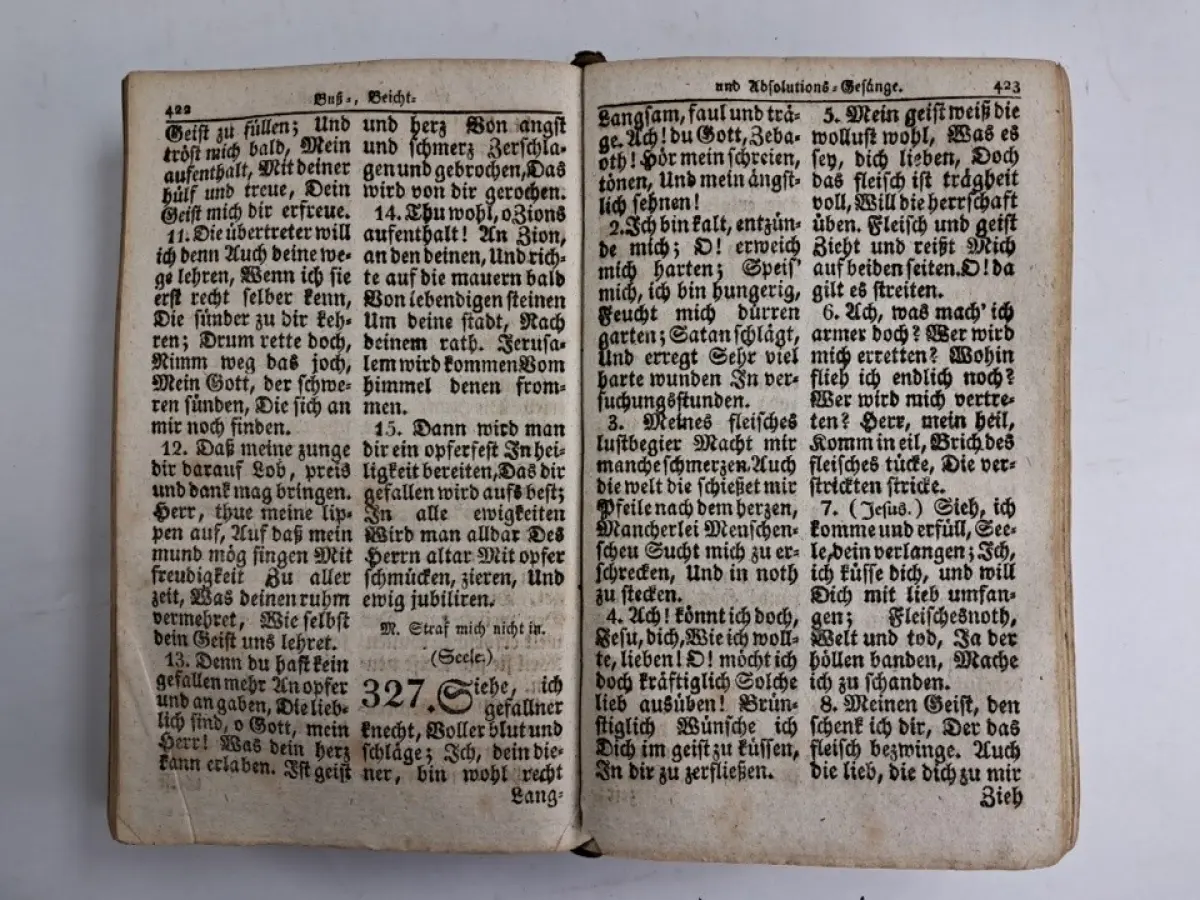 422
Buß-, Beicht-
Geist zu füllen; Und
tröst mich bald, Mein
aufenthalt, Mit deiner
hülf und treue, Dein
Geist mich dir erfreue.
11. Die übertreter will
ich denn Auch deine we-
ge lehren, Wenn ich sie
erst recht selber kenn,
Die sünder zu dir keh-
ren; Drum rette doch,
Nimm weg das joch,
Mein Gott, der schwe-
ren sünden, Die sich an
mir noch finden.
12. Daß meine zunge
dir darauf Lob, preis
und dank mag bringen.
Herr, thue meine lip-
pen auf, Auf daß mein
mund mög singen Mit
freudigkeit Zu aller
zeit, Was deinen ruhm
vermehret, Wie selbst
dein Geist uns lehret.
13. Denn du hast kein
gefallen mehr An opfer
und an gaben, Die lieb-
lich sind, o Gott, mein
Herr! Was dein herz
kann erlaben. Ist geist
und herz Von angst
und schmerz Zerschla-
gen und gebrochen, Das
wird von dir gerochen.
14. Thu wohl, o Zions
aufenthalt! An Zion,
an den deinen, Und rich-
te auf die mauern bald
Von lebendigen steinen
Um deine stadt, Nach
deinem rath. Jerusa-
lem wird kommen Vom
himmel denen from-
men.
15. Dann wird man
dir ein opferfest In hei-
ligkeit bereiten, Das dir
gefallen wird aufs best;
In alle ewigkeiten
Wird man alldar Des
Herrn altar Mit opfer
schmücken, zieren, Und
ewig jubiliren.
M. Straf mich nicht in.
(Seele.)
327. Siehe, ich
gefallner
knecht, Voller blut und
schläge; Ich, dein die-
ner, bin wohl recht
Lang-
und Absolutions-Gesänge.
423
Langsam, faul und trä-
ge. Ach! du Gott, Zeba-
oth! Hör mein schreien,
tönen, Und mein ängst-
lich sehnen!
2. Ich bin kalt, entzün-
de mich; O! erweich
mich harten; Speis'
mich, ich bin hungerig,
Feucht mich dürren
garten; Satan schlägt,
Und erregt Sehr viel
harte wunden In ver-
suchungsstunden.
3. Meines fleisches
lustbegier Macht mir
manche schmerzen. Auch
die welt die schießet mir
Pfeile nach dem herzen,
Mancherlei Menschen-
scheu Sucht mich zu er-
schrecken, Und in noth
zu stecken.
4. Ach! könnt ich doch,
Jesu, dich, Wie ich woll-
te, lieben! O! möcht ich
doch kräftiglich Solche
lieb ausüben! Brün-
stiglich Wünsche ich
Dich im geist zu küssen,
In dir zu zerfließen.
5. Mein geist weiß die
wollust wohl, Was es
sey, dich lieben, Doch
das fleisch ist trägheit
voll, Will die herrschaft
üben. Fleisch und geist
Zieht und reißt Mich
auf beiden seiten. O! da
gilt es streiten.
6. Ach, was mach' ich
armer doch? Wer wird
mich erretten? Wohin
flieh ich endlich noch?
Wer wird mich vertre-
ten? Herr, mein heil,
Komm in eil, Brich des
fleisches tücke, Die ver-
strickten stricke.
7. (Jesus.) Sieh, ich
komme und erfüll, See-
le, dein verlangen; Ich,
ich küsse dich, und will
Dich mit lieb umfan-
gen; Fleischesnoth,
Welt und tod, Ja der
höllen banden, Mache
ich zu schanden.
8. Meinen Geist, den
schenk ich dir, Der das
fleisch bezwinge. Auch
die lieb, die dich zu mir
Zieh